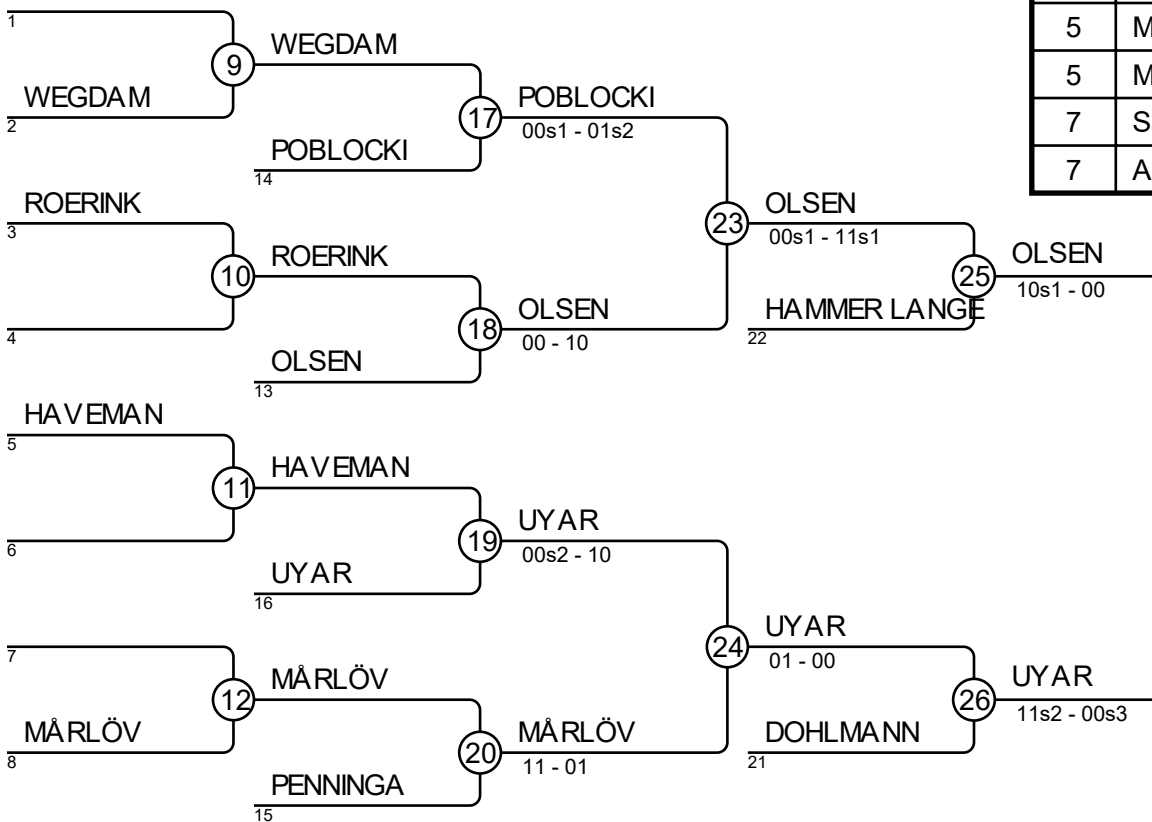 1
9
WEGDAM
WEGDAM
2
17
POBLOCKI
00s1 - 01s2
POBLOCKI
14
ROERINK
3
10
ROERINK
4
18
OLSEN
00 - 10
OLSEN
13
23
OLSEN
00s1 - 11s1
HAMMER LANGE
22
25
OLSEN
10s1 - 00
HAVEMAN
5
11
HAVEMAN
6
19
UYAR
00s2 - 10
UYAR
16
7
12
MÅRLÖV
MÅRLÖV
8
20
MÅRLÖV
11 - 01
PENNINGA
15
24
UYAR
01 - 00
DOHLMANN
21
26
UYAR
11s2 - 00s3
5 M
5 M
7 S
7 A